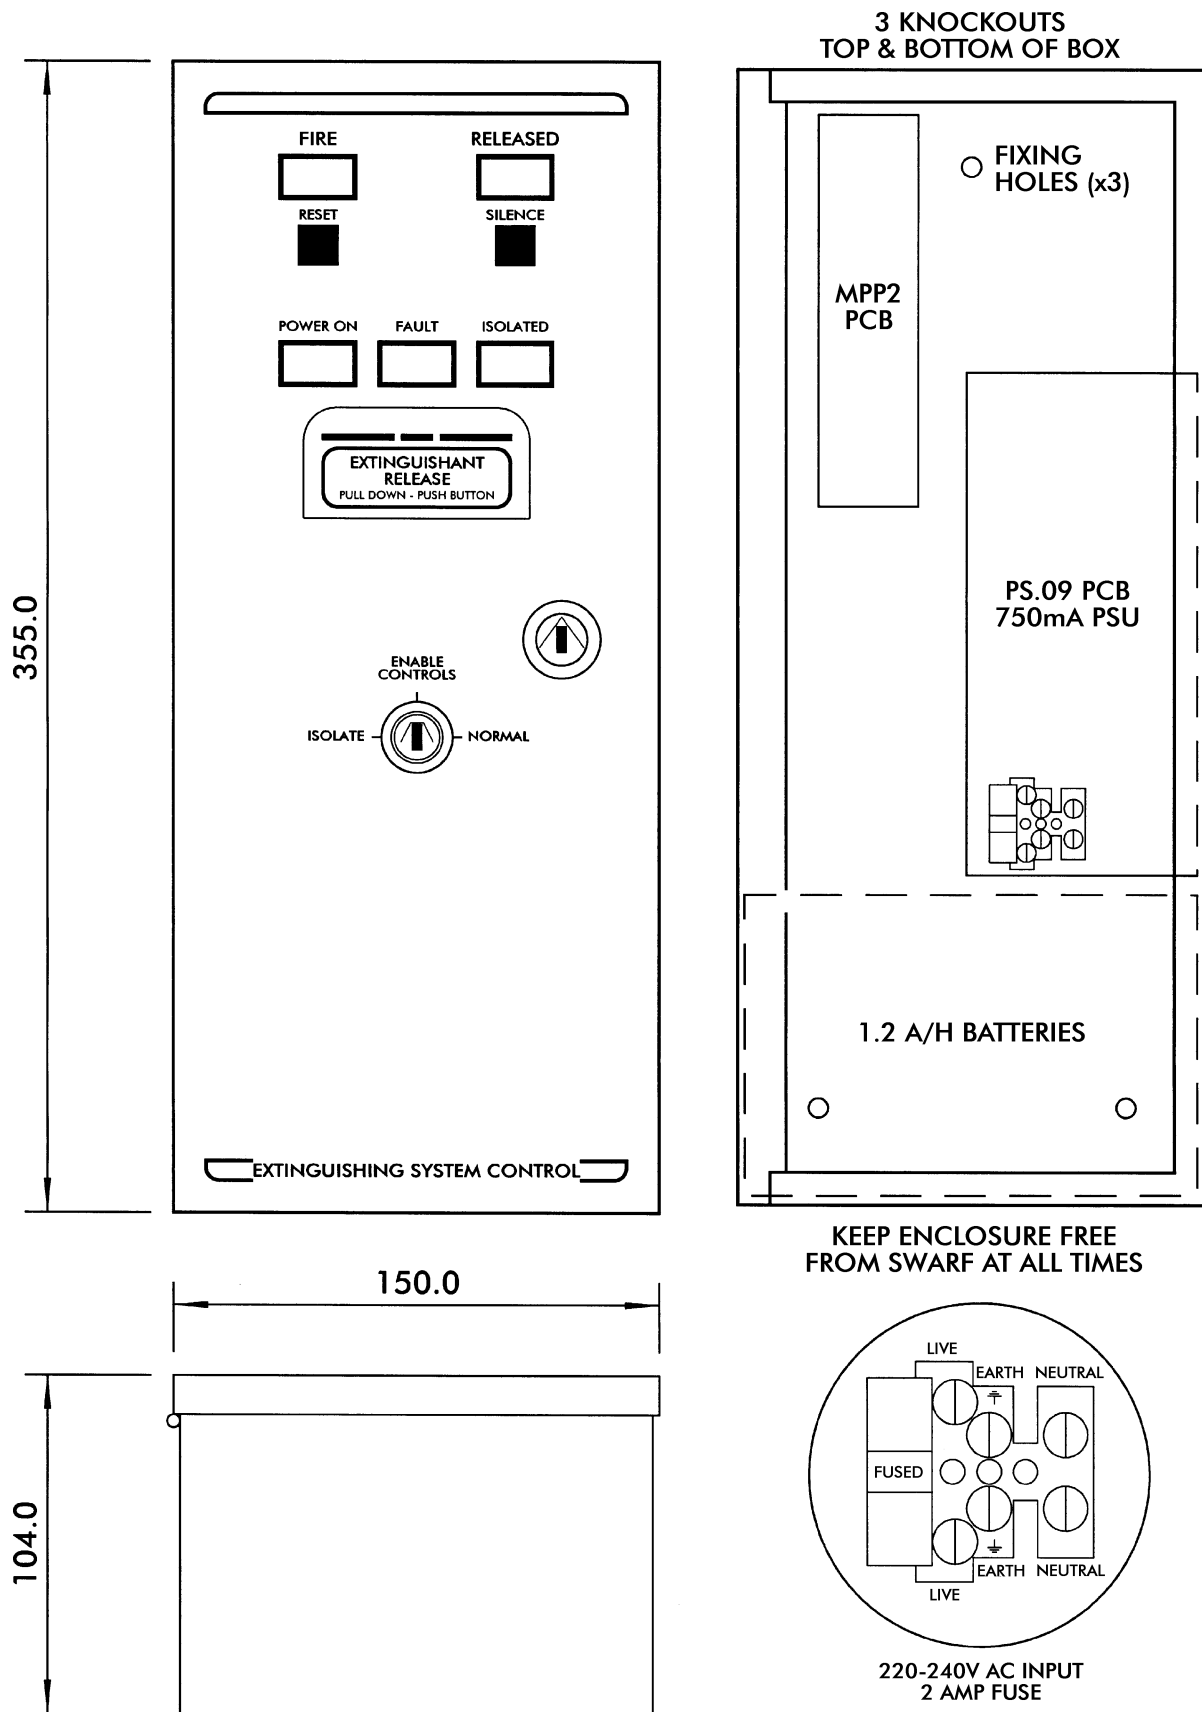 3 KNOCKOUTS
TOP & BOTTOM OF BOX
FIRE
RELEASED
RESET
SILENCE
POWER ON
FAULT
ISOLATED
EXTINGUISHANT
RELEASE
PULL DOWN - PUSH BUTTON
ENABLE
CONTROLS
ISOLATE
NORMAL
EXTINGUISHING SYSTEM CONTROL
355.0
150.0
104.0
FIXING
HOLES (x3)
MPP2
PCB
PS.09 PCB
750mA PSU
1.2 A/H BATTERIES
KEEP ENCLOSURE FREE
FROM SWARF AT ALL TIMES
LIVE
EARTH
NEUTRAL
FUSED
EARTH
NEUTRAL
LIVE
220-240V AC INPUT
2 AMP FUSE